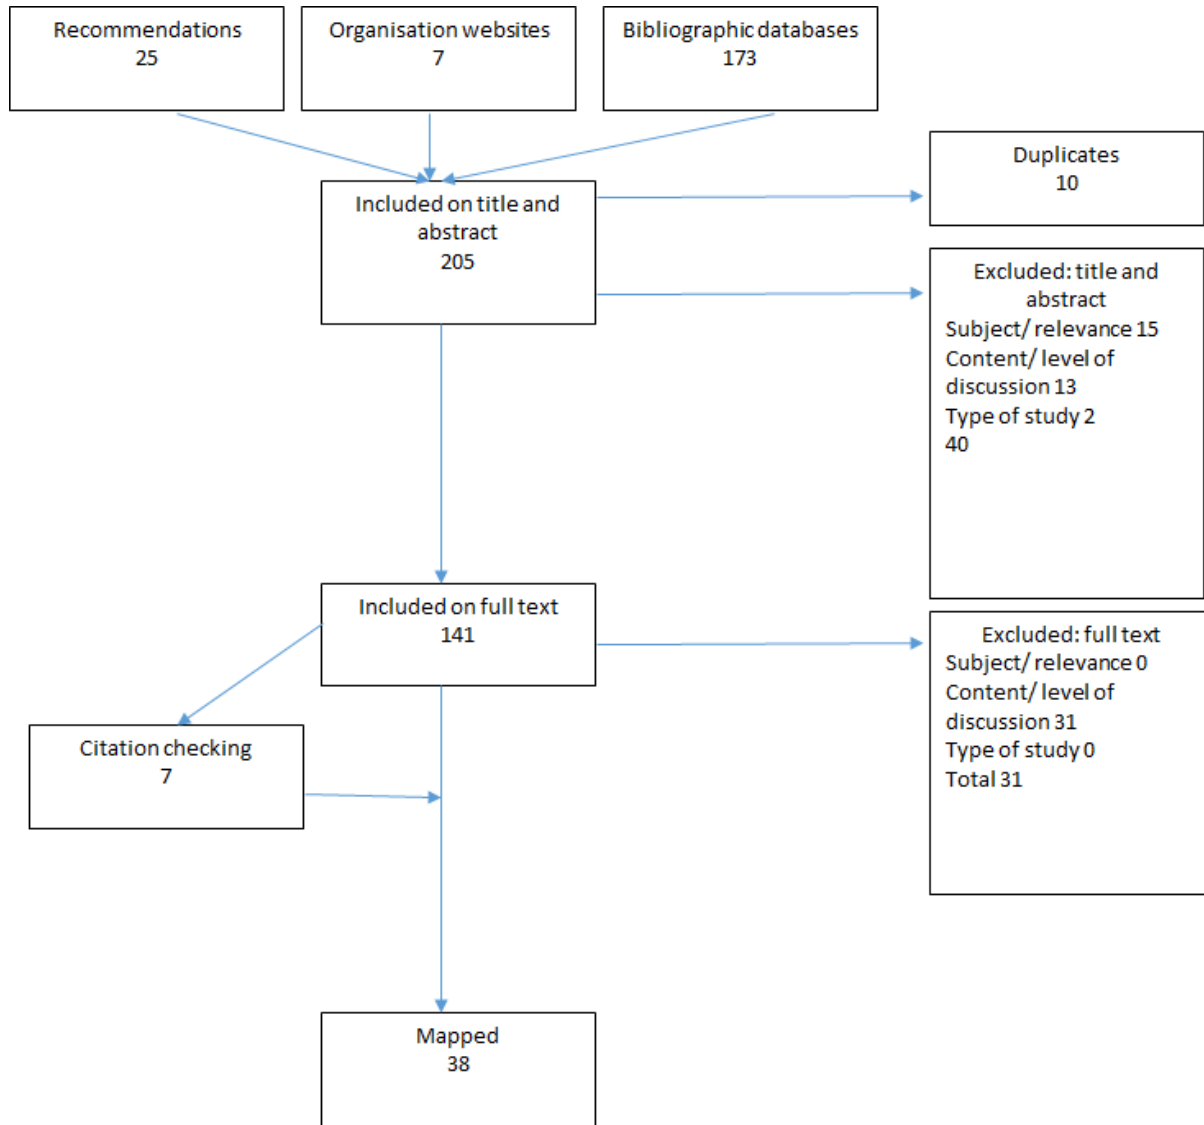 Recommendations
25
Organisation websites
7
Bibliographic databases
173
Duplicates
10
Included on title and
abstract
205
Excluded: title and
abstract
Subject/ relevance 15
Content/ level of
discussion 13
Type of study 2
40
Included on full text
141
Excluded: full text
Subject/ relevance 0
Content/ level of
discussion 31
Type of study 0
Total 31
Citation checking
7
Mapped
38